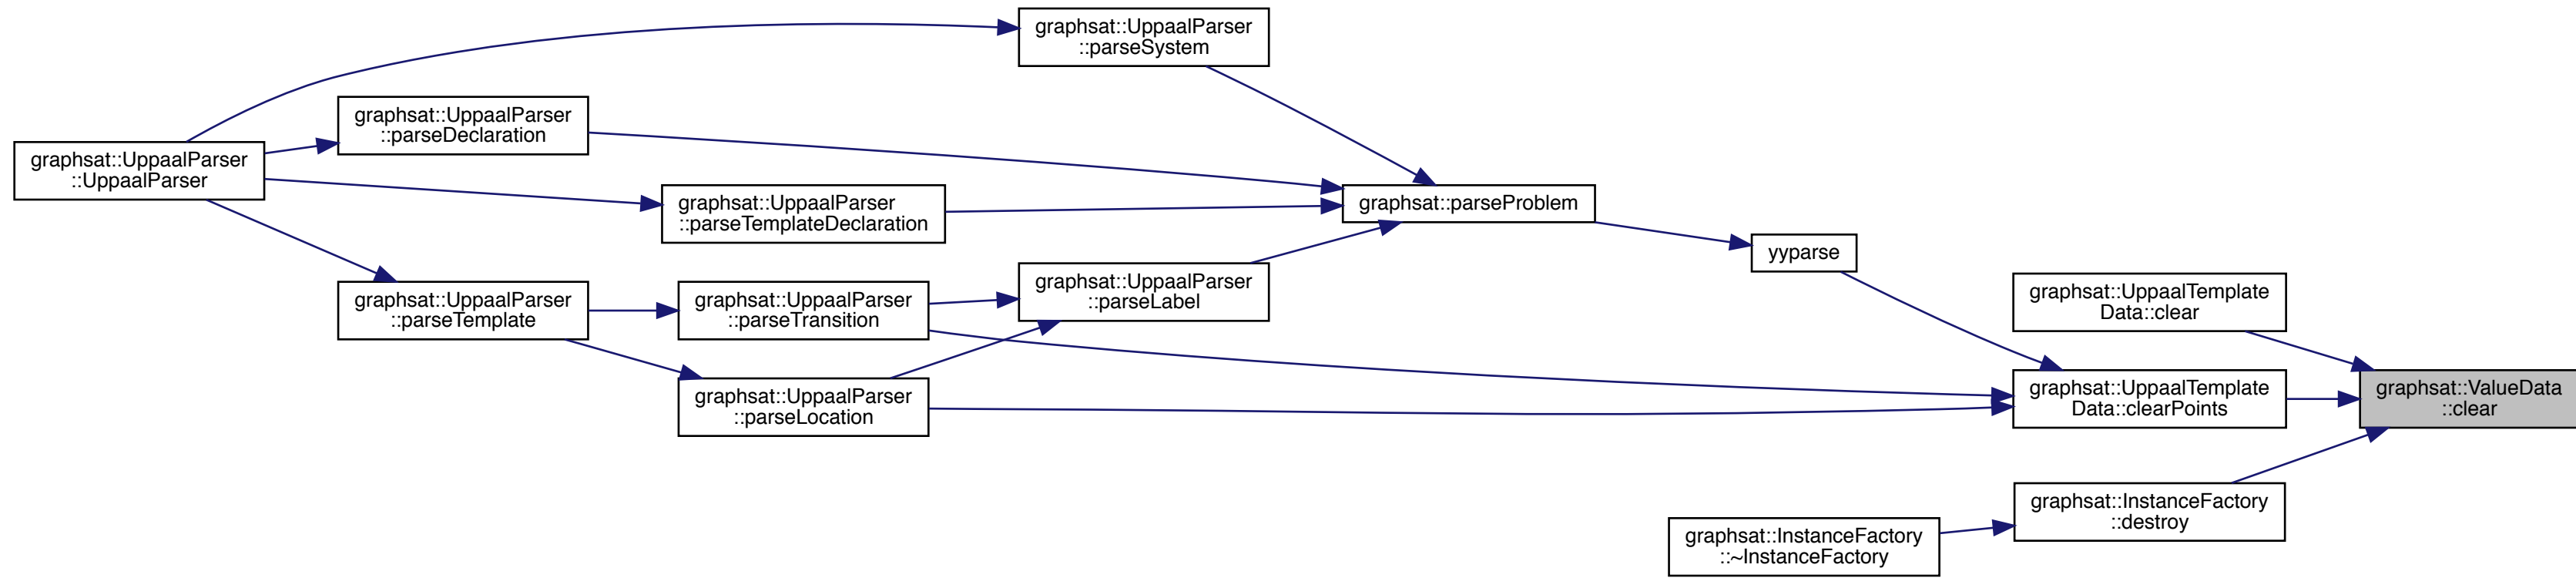 graphsat::UppaalParser
::parseSystem
graphsat::UppaalParser
::parseDeclaration
graphsat::UppaalParser
::UppaalParser
graphsat::UppaalParser
::parseTemplateDeclaration
graphsat::parseProblem
yyparse
graphsat::UppaalParser
::parseLabel
graphsat::UppaalParser
::parseTemplate
graphsat::UppaalParser
::parseTransition
graphsat::UppaalTemplate
Data::clear
graphsat::UppaalParser
::parseLocation
graphsat::UppaalTemplate
Data::clearPoints
graphsat::ValueData
::clear
graphsat::InstanceFactory
::destroy
graphsat::InstanceFactory
::~InstanceFactory